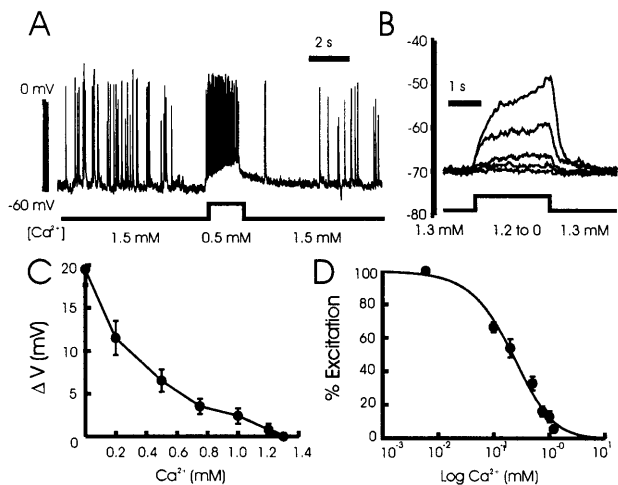 A
2 s
0 mV
-60 mV
[Ca²⁺]
1.5 mM
0.5 mM
1.5 mM
B
-40
-50
-60
-70
-80
1 s
1.3 mM
1.2 to 0
1.3 mM
C
20
15
10
5
0
Δ V (mV)
0.2
0.4
0.6
0.8
1.0
1.2
1.4
Ca²⁺ (mM)
D
100
80
60
40
20
0
% Excitation
10⁻³
10⁻¹
10⁻⁰
10¹
Log Ca²⁺ (mM)